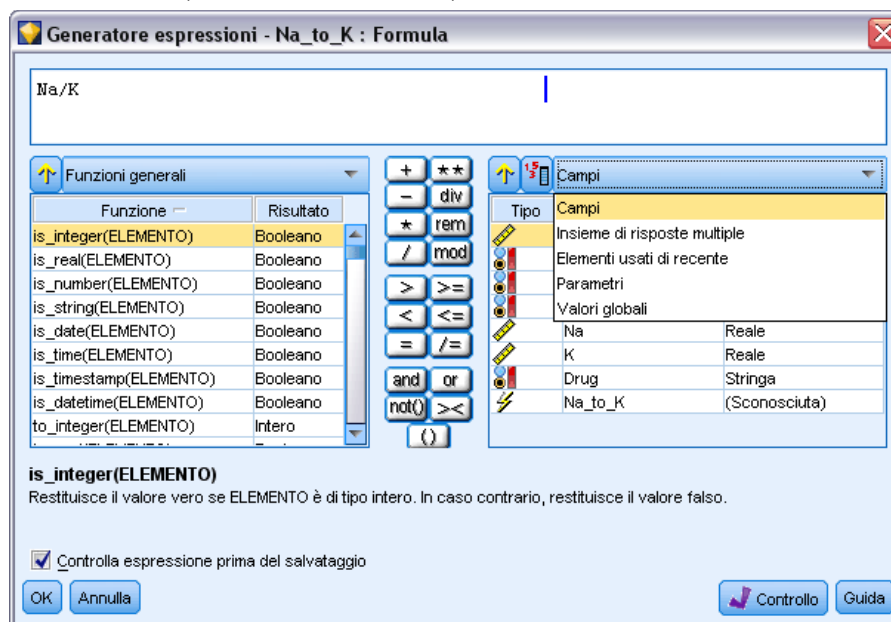 Generatore espressioni - Na_to_K : Formula
Na/K
Funzioni generali
Campi
Funzione Risultato
is_integer(ELEMENTO) Booleano
is_real(ELEMENTO) Booleano
is_number(ELEMENTO) Booleano
is_string(ELEMENTO) Booleano
is_date(ELEMENTO) Booleano
is_time(ELEMENTO) Booleano
is_timestamp(ELEMENTO) Booleano
is_datetime(ELEMENTO) Booleano
to_integer(ELEMENTO) Intero
+ **
- div
* rem
/ mod
> >=
< <=
= /=
and or
not() ><
()
Tipo
Campi
Insieme di risposte multiple
Elementi usati di recente
Parametri
Valori globali
Na Reale
K Reale
Drug Stringa
Na_to_K (Sconosciuta)
is_integer(ELEMENTO)
Restituisce il valore vero se ELEMENTO è di tipo intero. In caso contrario, restituisce il valore falso.
Controlla espressione prima del salvataggio
OK Annulla Controllo Guida